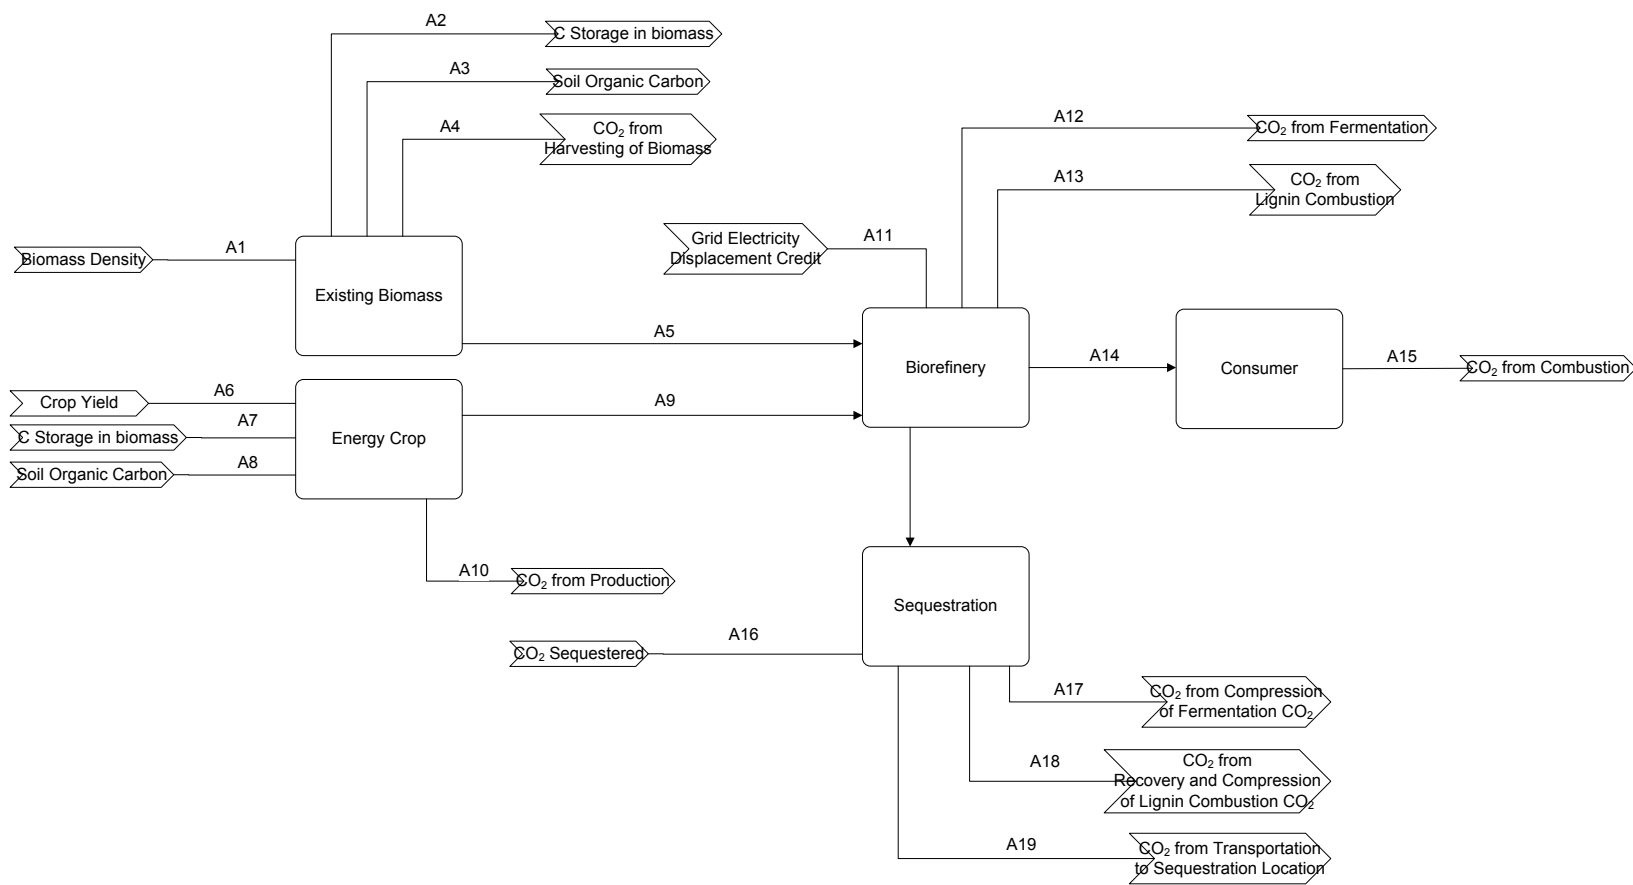 A2
C Storage in biomass
A3
Soil Organic Carbon
A4
CO₂ from
Harvesting of Biomass
A12
CO₂ from Fermentation
A13
CO₂ from
Lignin Combustion
A11
Grid Electricity
Displacement Credit
A1
Biomass Density
Existing Biomass
A5
A14
A15
Biorefinery
Consumer
CO₂ from Combustion
A6
Crop Yield
A7
C Storage in biomass
A8
Soil Organic Carbon
Energy Crop
A9
A10
CO₂ from Production
Sequestration
A16
CO₂ Sequestered
A17
CO₂ from Compression
of Fermentation CO₂
A18
CO₂ from
Recovery and Compression
of Lignin Combustion CO₂
A19
CO₂ from Transportation
to Sequestration Location